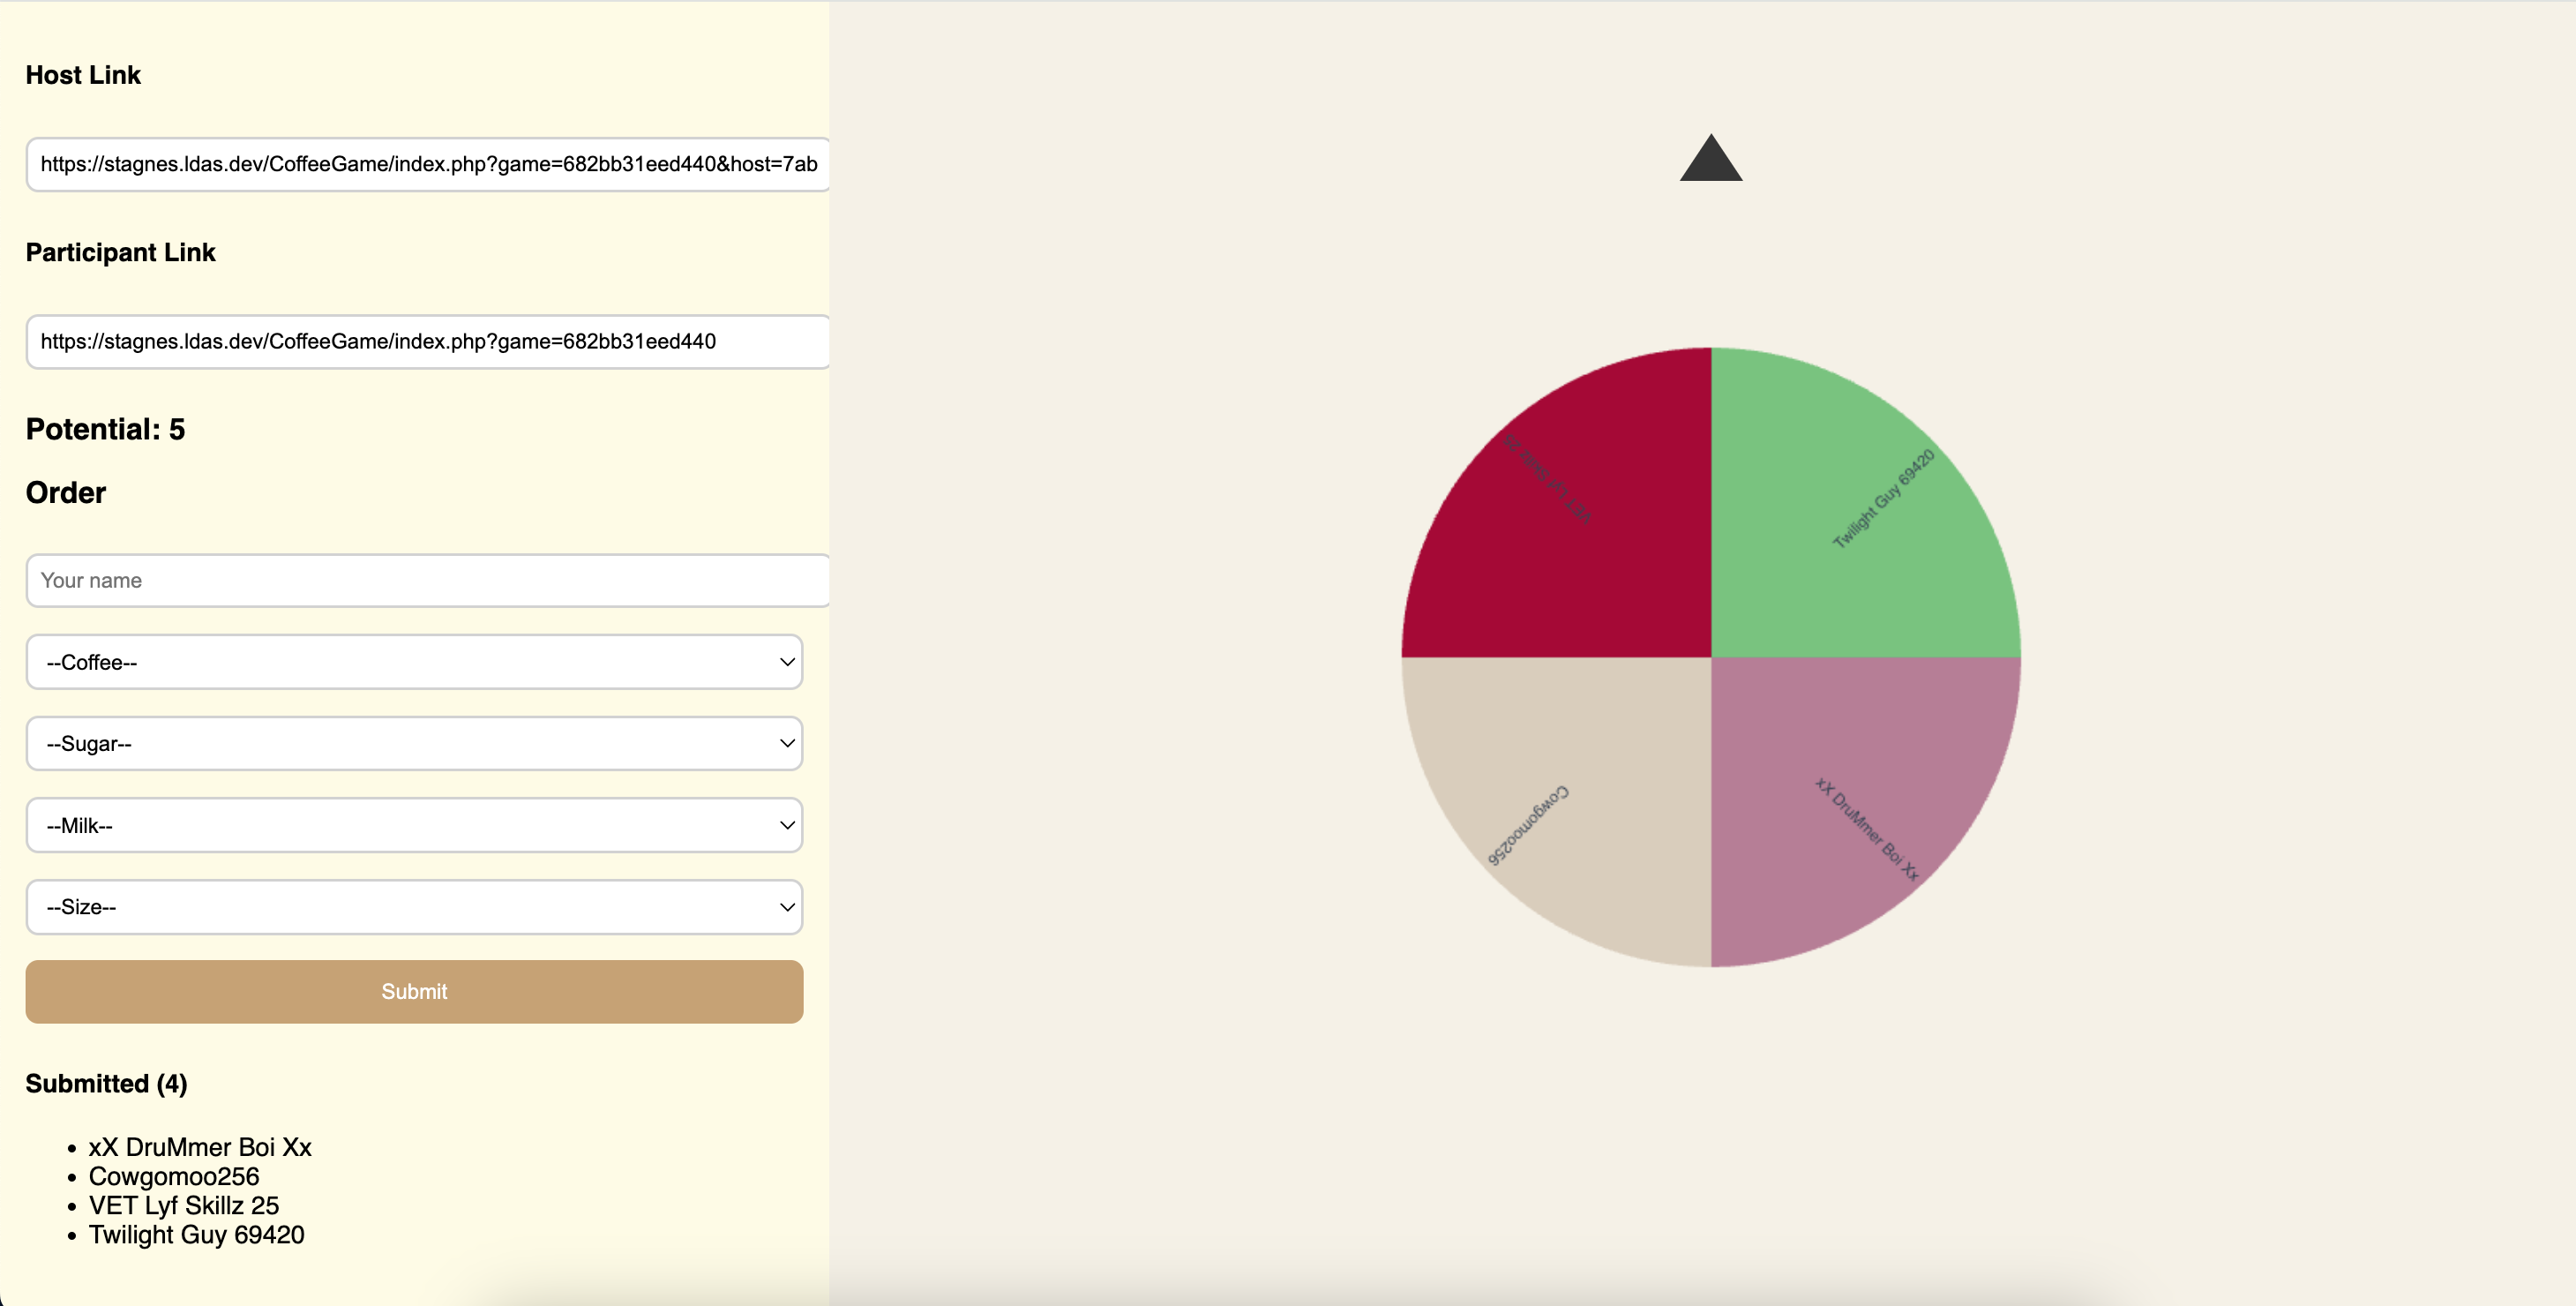 Host Link
https://stagnes.ldas.dev/CoffeeGame/index.php?game=682bb31eed440&host=7ab
Participant Link
https://stagnes.ldas.dev/CoffeeGame/index.php?game=682bb31eed440
Potential: 5
Order
Your name
--Coffee--
--Sugar--
--Milk--
--Size--
Submit
Submitted (4)
xX DruMmer Boi Xx
Cowgomoo256
VET Lyf Skillz 25
Twilight Guy 69420
VET Lyf Skillz 25
Twilight Guy 69420
Cowgomoo256
xX DruMmer Boi Xx